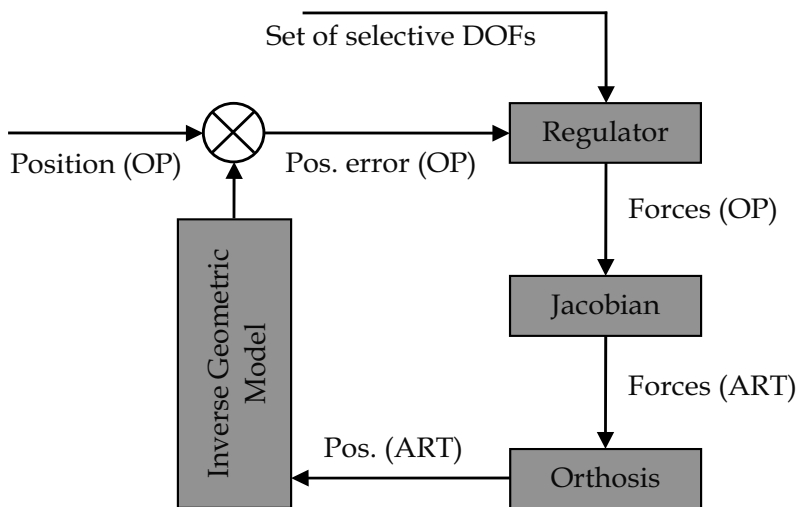 Set of selective DOFs
Regulator
Position (OP)
Pos. error (OP)
Forces (OP)
Jacobian
Inverse Geometric
Model
Forces (ART)
Pos. (ART)
Orthosis